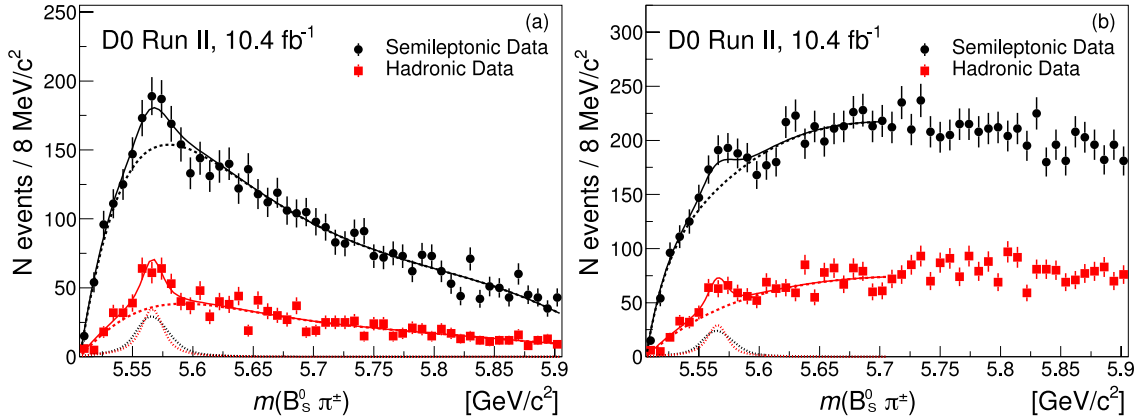 (a)
D0 Run II, 10.4 fb⁻¹
Semileptonic Data
Hadronic Data
N events / 8 MeV/c²
250
200
150
100
50
0
5.55 5.6 5.65 5.7 5.75 5.8 5.85 5.9
m(B⁰ₛ π±) [GeV/c²]
(b)
D0 Run II, 10.4 fb⁻¹
Semileptonic Data
Hadronic Data
N events / 8 MeV/c²
300
250
200
150
100
50
0
5.55 5.6 5.65 5.7 5.75 5.8 5.85 5.9
m(B⁰ₛ π±) [GeV/c²]